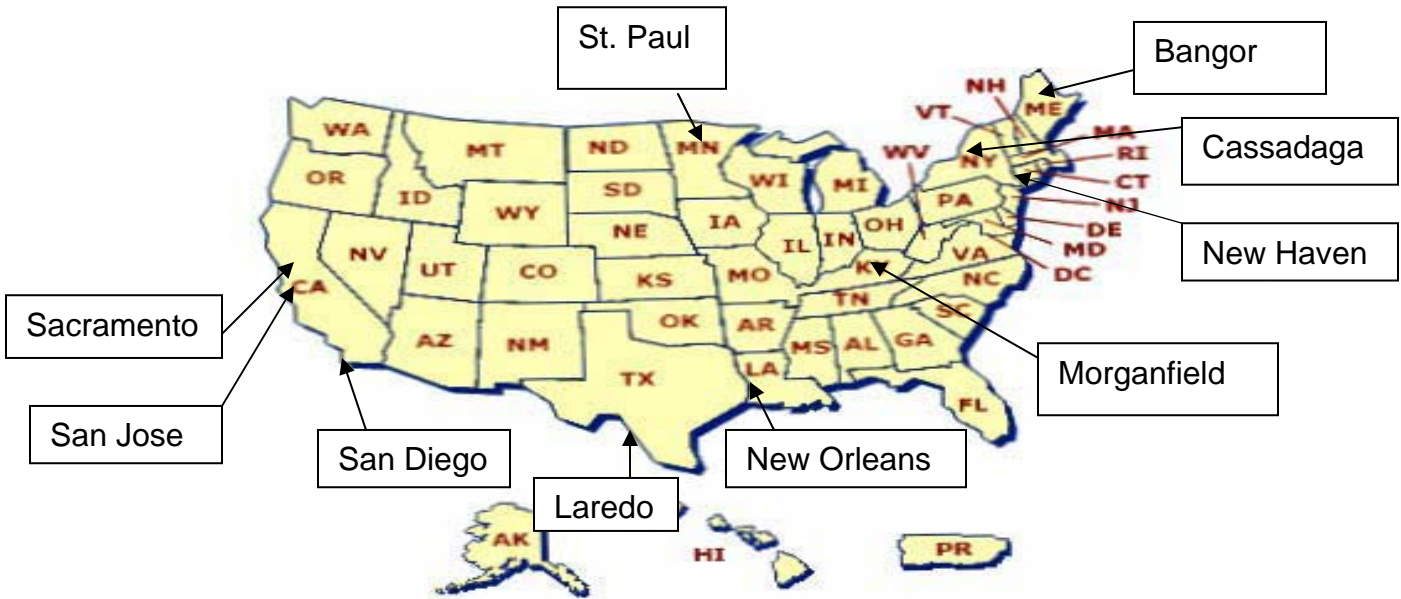 St. Paul
Bangor
NH
ME
VT
MA
Cassadaga
WA
MT
ND
MN
WV
NY
RI
OR
ID
SD
WI
MI
CT
PA
NJ
WY
IA
OH
DE
NE
IL
IN
MD
New Haven
NV
UT
CO
KS
MO
KY
VA
DC
CA
NC
TN
Sacramento
OK
AR
SC
AZ
NM
MS
AL
GA
Morganfield
TX
LA
FL
San Jose
San Diego
New Orleans
Laredo
AK
HI
PR